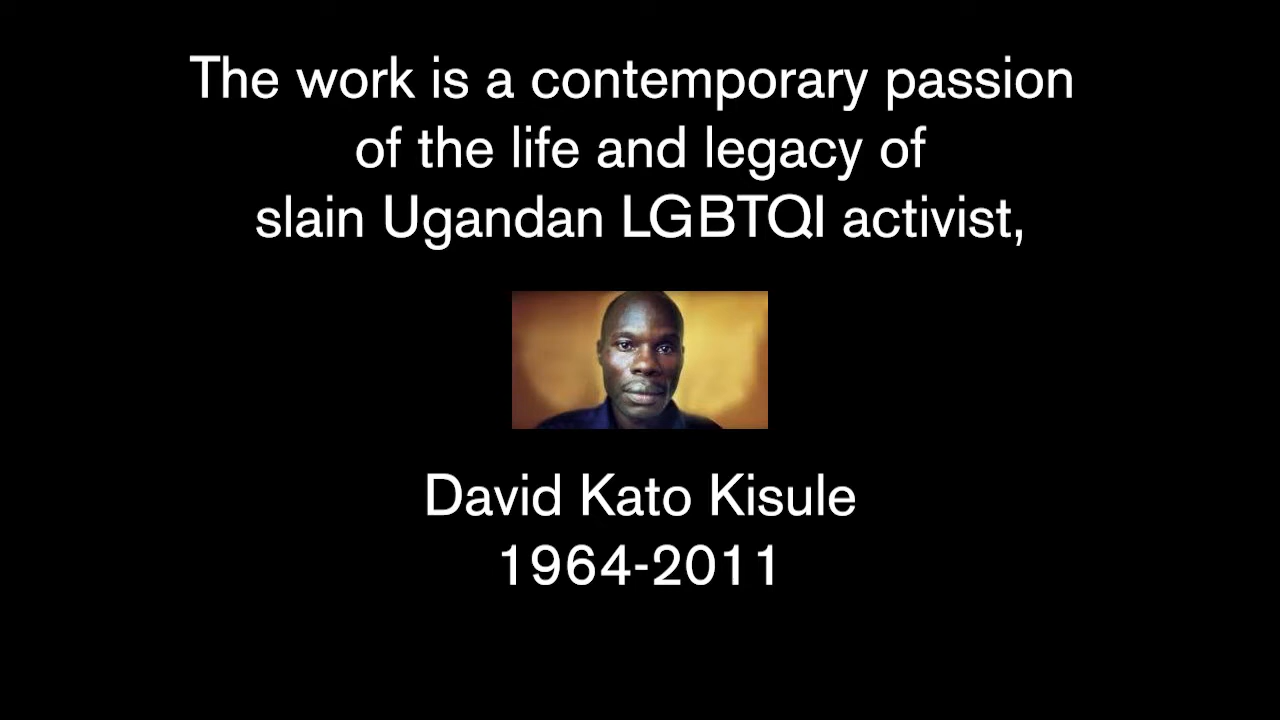 The work is a contemporary passion
of the life and legacy of
slain Ugandan LGBTQI activist,
David Kato Kisule
1964-2011